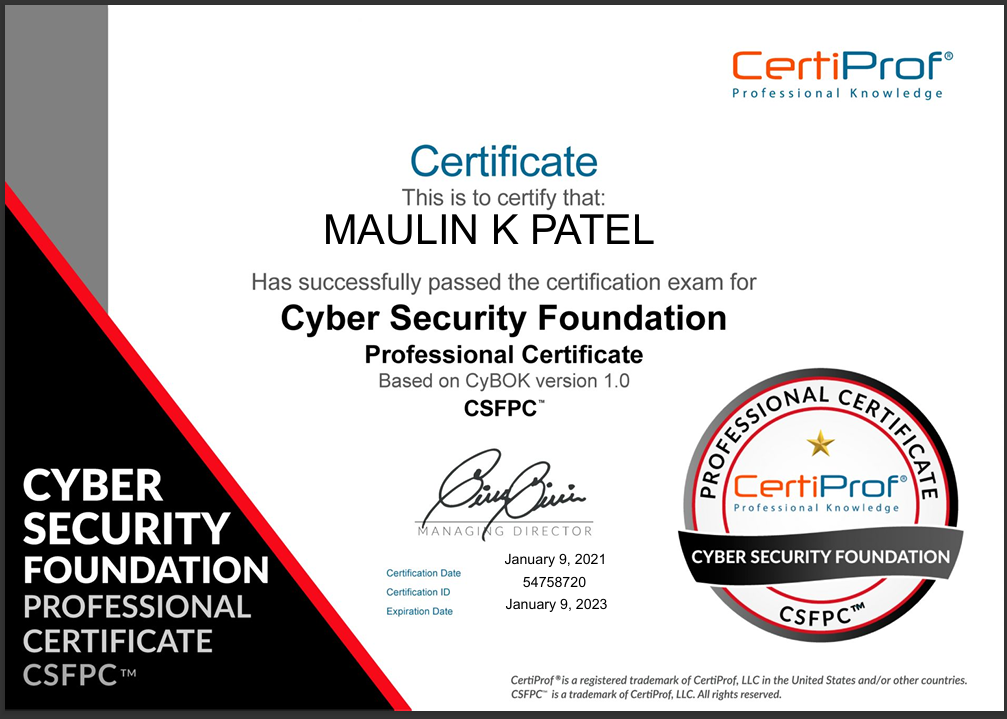 CertiProf®
Professional Knowledge
Certificate
This is to certify that:
MAULIN K PATEL
Has successfully passed the certification exam for
Cyber Security Foundation
Professional Certificate
Based on CyBOK version 1.0
CSFPC™
MANAGING DIRECTOR
Certification Date January 9, 2021
Certification ID 54758720
Expiration Date January 9, 2023
CYBER
SECURITY
FOUNDATION
PROFESSIONAL
CERTIFICATE
CSFPC™
PROFESSIONAL CERTIFICATE
CertiProf®
Professional Knowledge
CYBER SECURITY FOUNDATION
CSFPC™
CertiProf® is a registered trademark of CertiProf, LLC in the United States and/or other countries.
CSFPC™ is a trademark of CertiProf, LLC. All rights reserved.